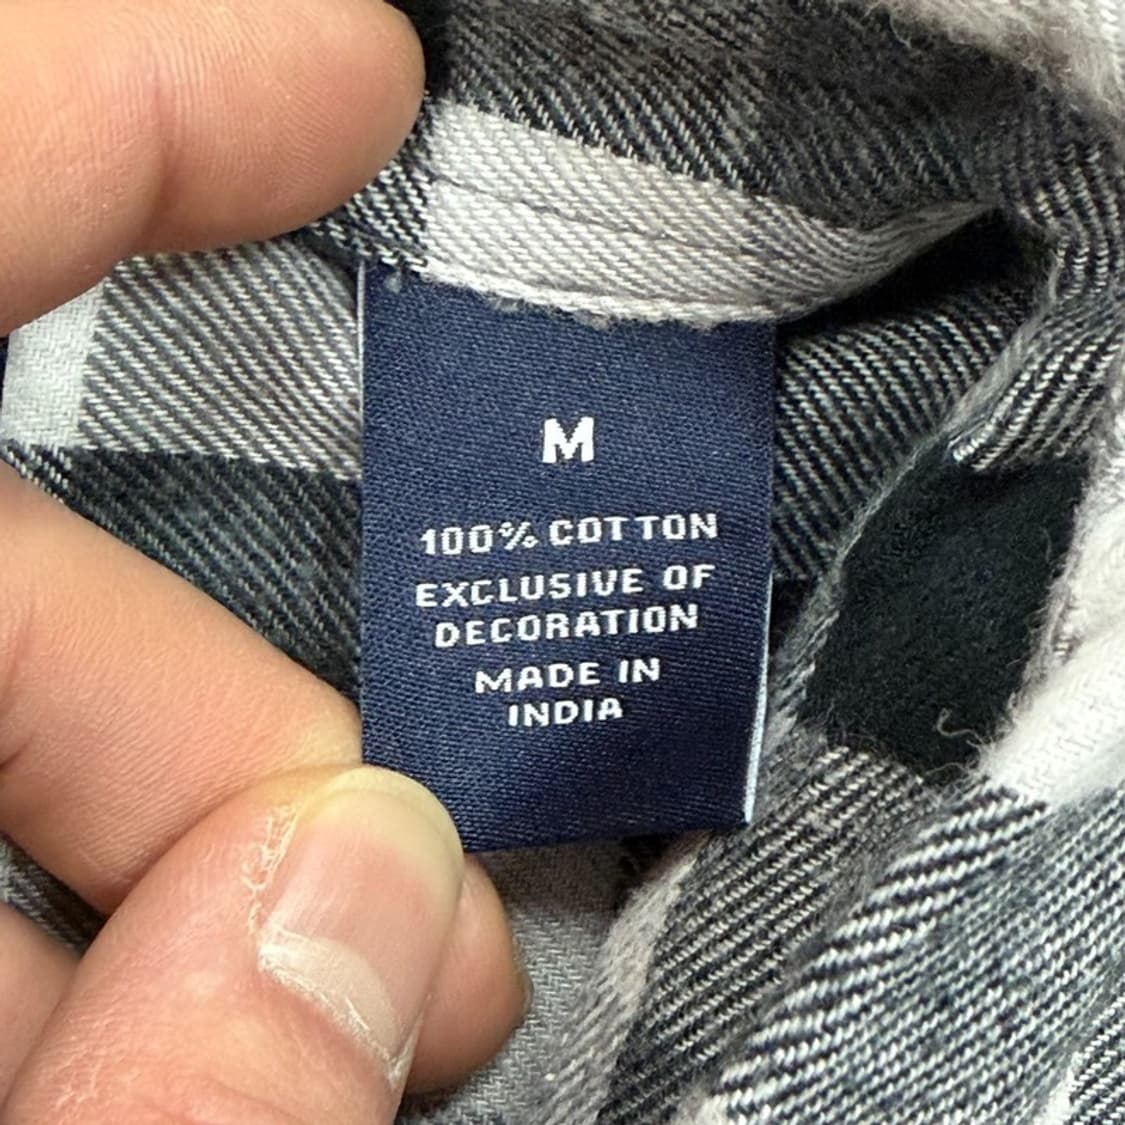 M
100% COTTON
EXCLUSIVE OF
DECORATION
MADE IN
INDIA